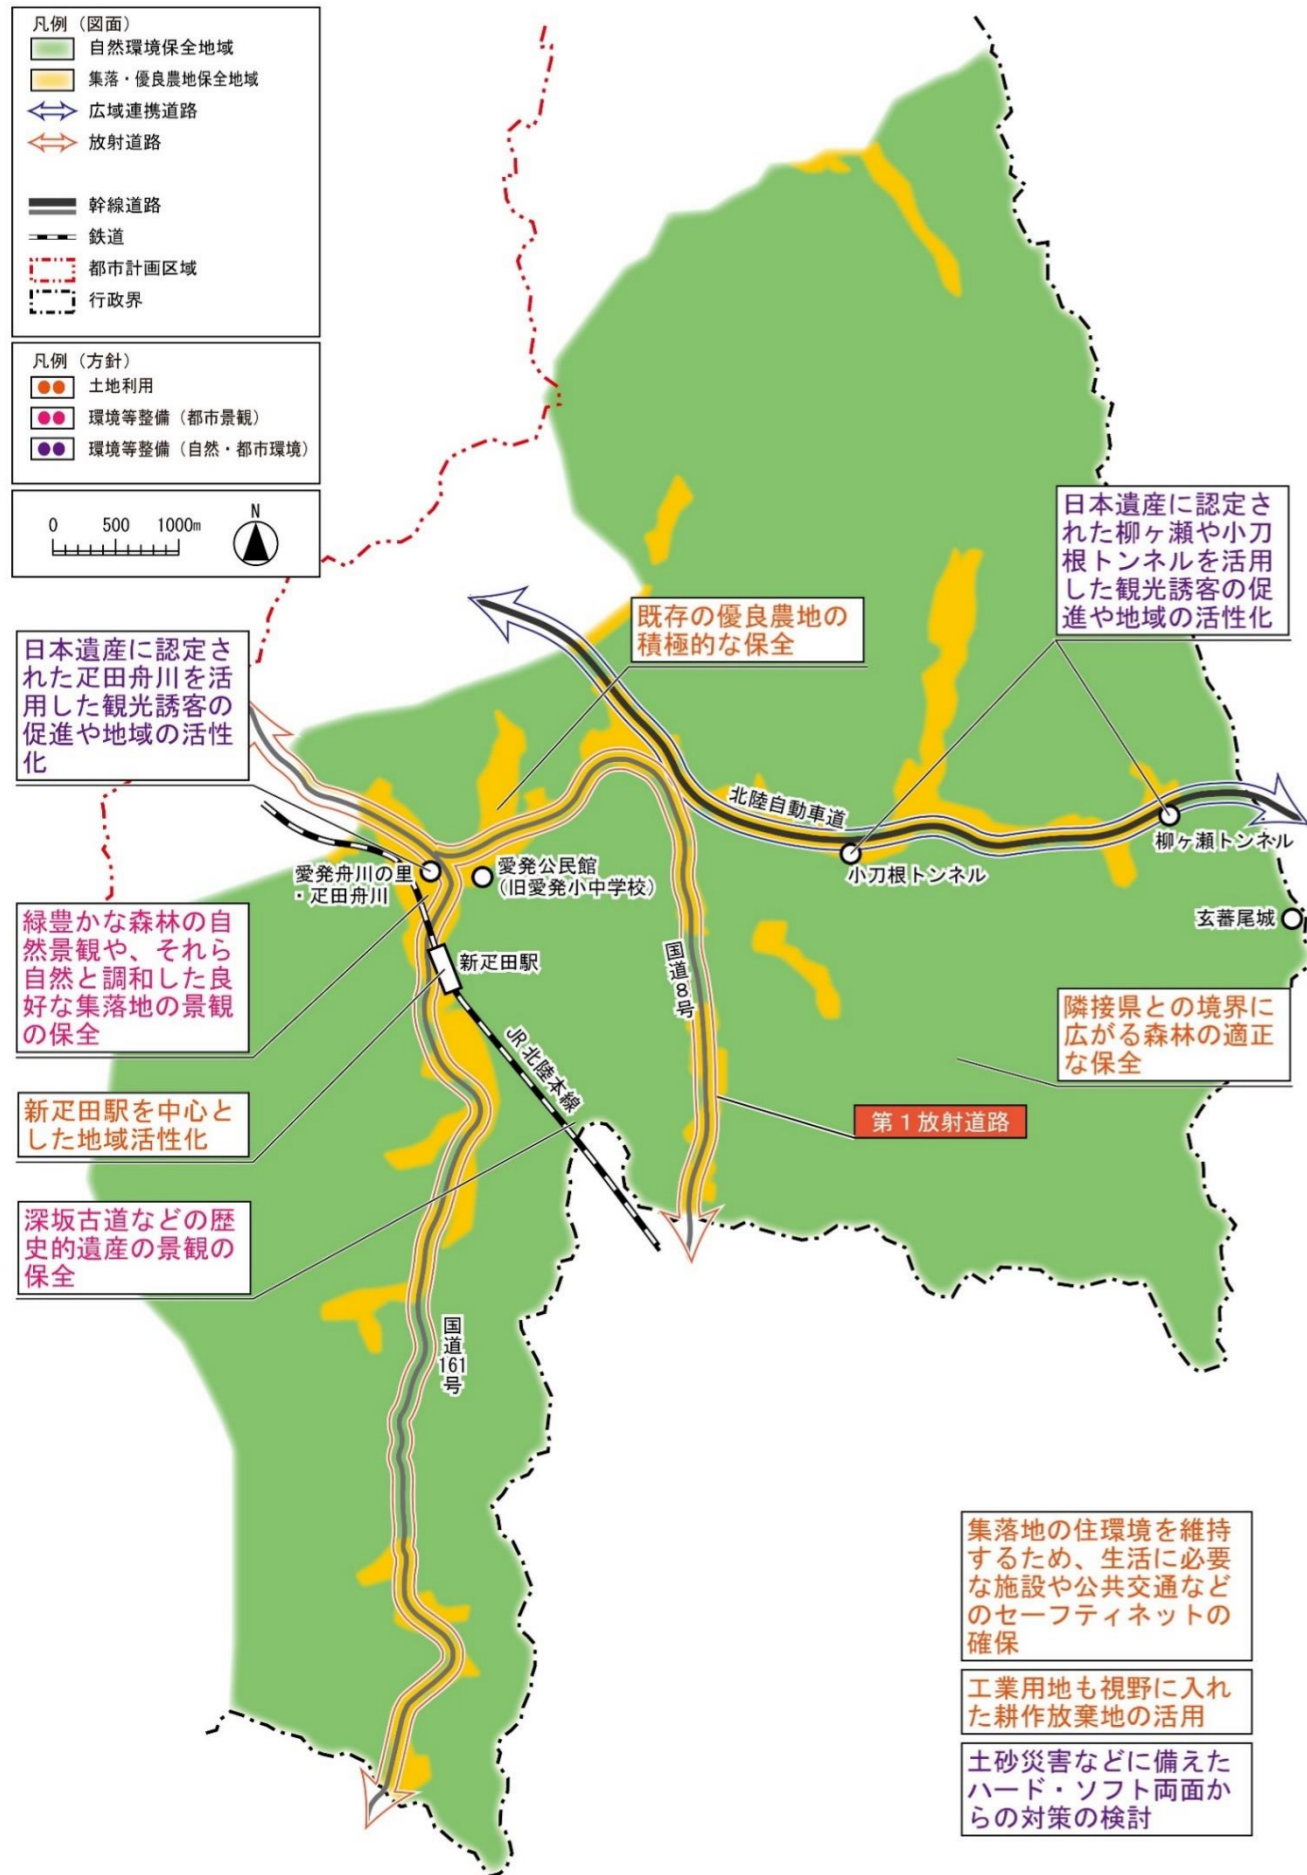 凡例（図面）
自然環境保全地域
集落・優良農地保全地域
広域連携道路
放射道路
幹線道路
鉄道
都市計画区域
行政界
凡例（方針）
土地利用
環境等整備（都市景観）
環境等整備（自然・都市環境）
0 500 1000m
N
日本遺産に認定さ
れた柳ヶ瀬や小刀
根トンネルを活用
した観光誘客の促
進や地域の活性化
既存の優良農地の
積極的な保全
日本遺産に認定さ
れた疋田舟川を活
用した観光誘客の
促進や地域の活性
化
北陸自動車道
柳ヶ瀬トンネル
小刀根トンネル
愛発舟川の里
・疋田舟川
愛発公民館
（旧愛発小中学校）
玄蕃尾城
緑豊かな森林の自
然景観や、それら
自然と調和した良
好な集落地の景観
の保全
新疋田駅
国道8号
隣接県との境界に
広がる森林の適正
な保全
JR北陸本線
新疋田駅を中心と
した地域活性化
第1放射道路
深坂古道などの歴
史的遺産の景観の
保全
国道161号
集落地の住環境を維持
するため、生活に必要
な施設や公共交通など
のセーフティネットの
確保
工業用地も視野に入れ
た耕作放棄地の活用
土砂災害などに備えた
ハード・ソフト両面か
らの対策の検討